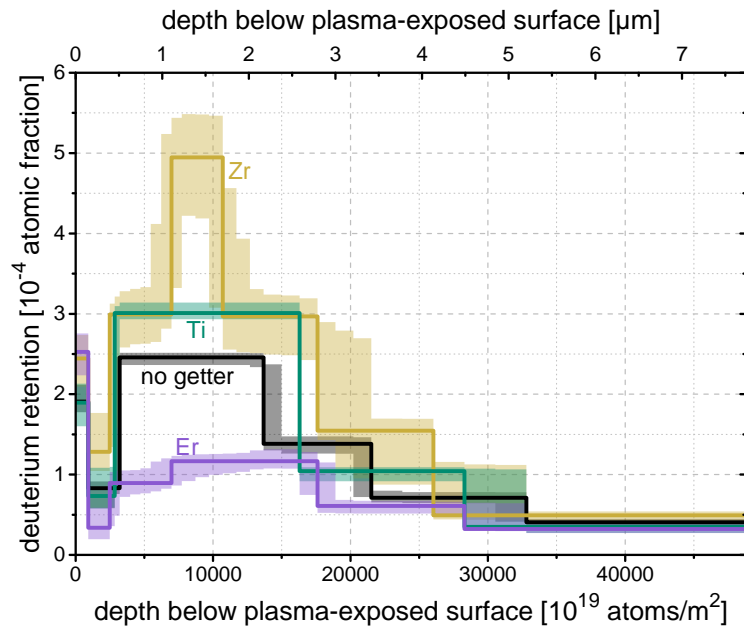 depth below plasma-exposed surface [μm]
0 1 2 3 4 5 6 7
deuterium retention [10⁻⁴ atomic fraction]
6
5
4
3
2
1
0
Zr
Ti
no getter
Er
0 10000 20000 30000 40000
depth below plasma-exposed surface [10¹⁹ atoms/m²]